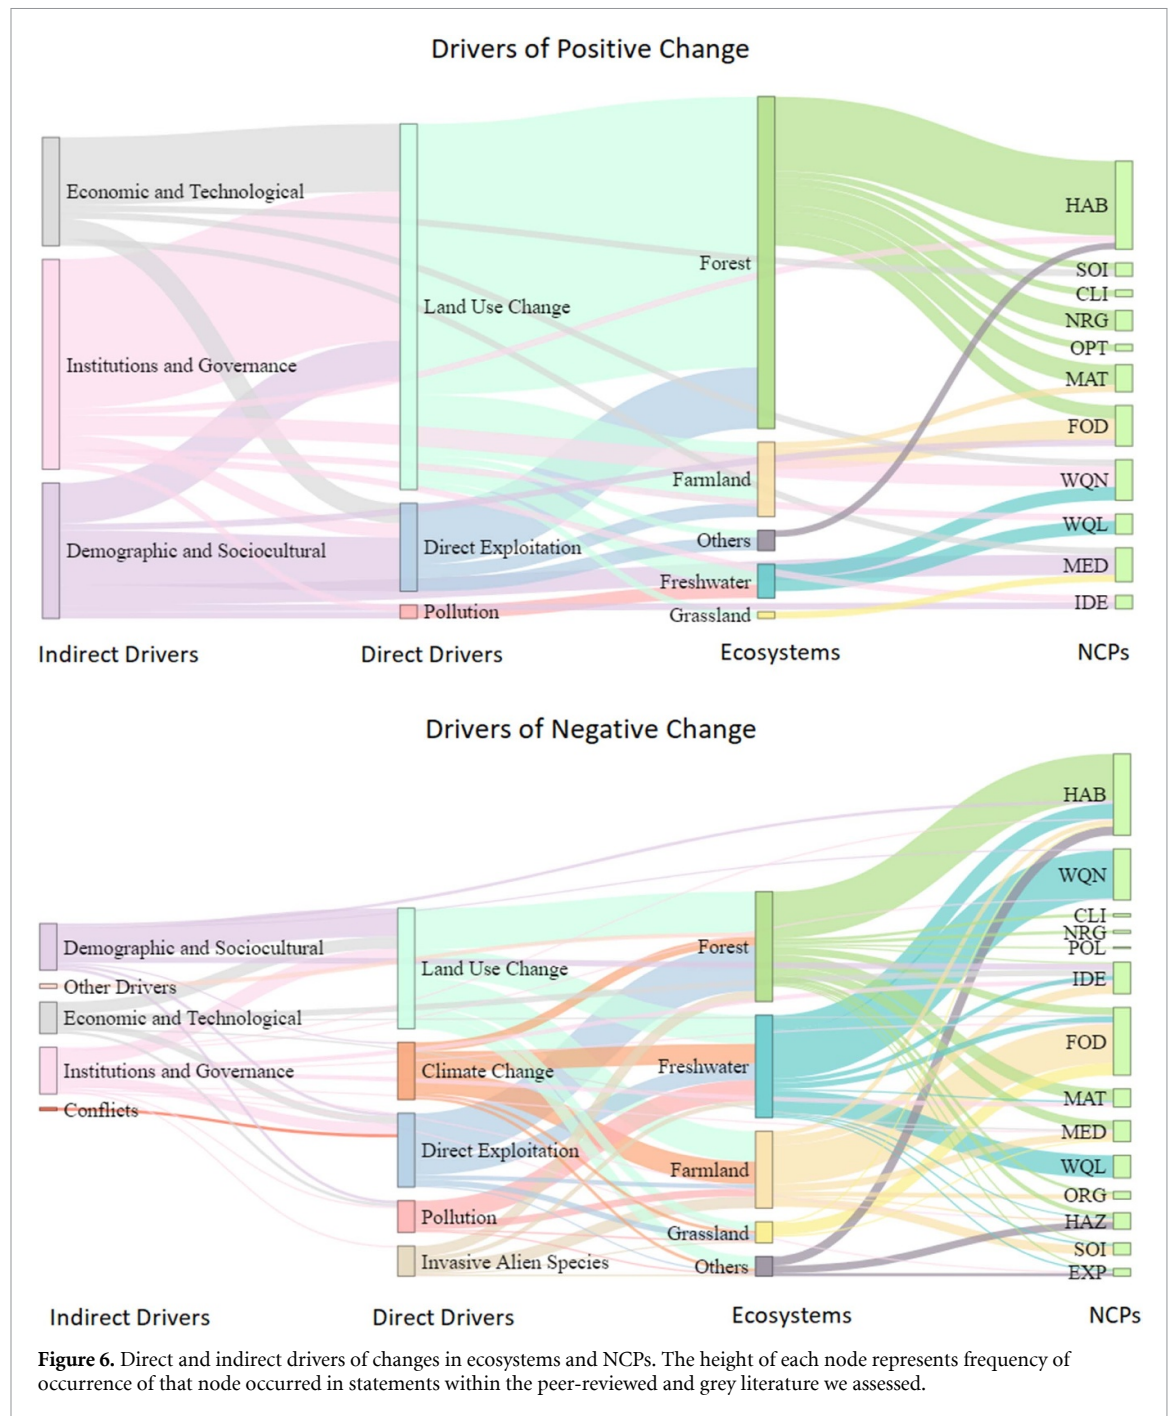 Drivers of Positive Change
Economic and Technological
Institutions and Governance
Demographic and Sociocultural
Land Use Change
Direct Exploitation
Pollution
Forest
Farmland
Others
Freshwater
Grassland
HAB
SOI
CLI
NRG
OPT
MAT
FOD
WQN
WQL
MED
IDE
Indirect Drivers
Direct Drivers
Ecosystems
NCPs
Drivers of Negative Change
Demographic and Sociocultural
Other Drivers
Economic and Technological
Institutions and Governance
Conflicts
Land Use Change
Climate Change
Direct Exploitation
Pollution
Invasive Alien Species
Forest
Freshwater
Farmland
Grassland
Others
HAB
WQN
CLI
NRG
POL
IDE
FOD
MAT
MED
WQL
ORG
HAZ
SOI
EXP
Indirect Drivers
Direct Drivers
Ecosystems
NCPs
Figure 6. Direct and indirect drivers of changes in ecosystems and NCPs. The height of each node represents frequency of
occurrence of that node occurred in statements within the peer-reviewed and grey literature we assessed.